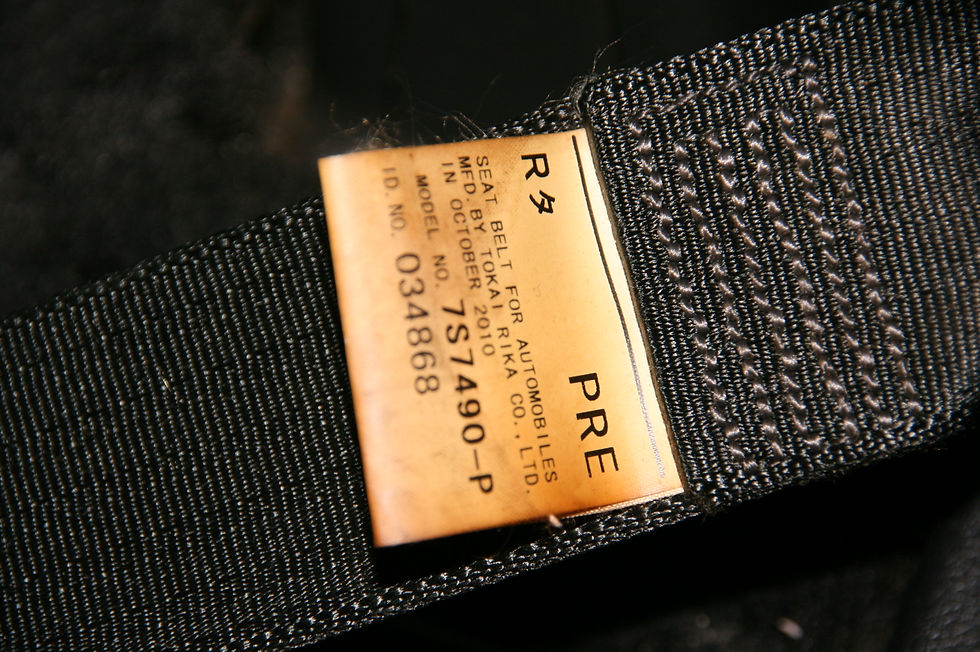 Rタ PRE
SEAT BELT FOR AUTOMOBILES
MFD. BY TOKAI RIKA CO.,LTD.
IN OCTOBER 2010
MODEL NO. 7S7490-P
ID. NO. 034868